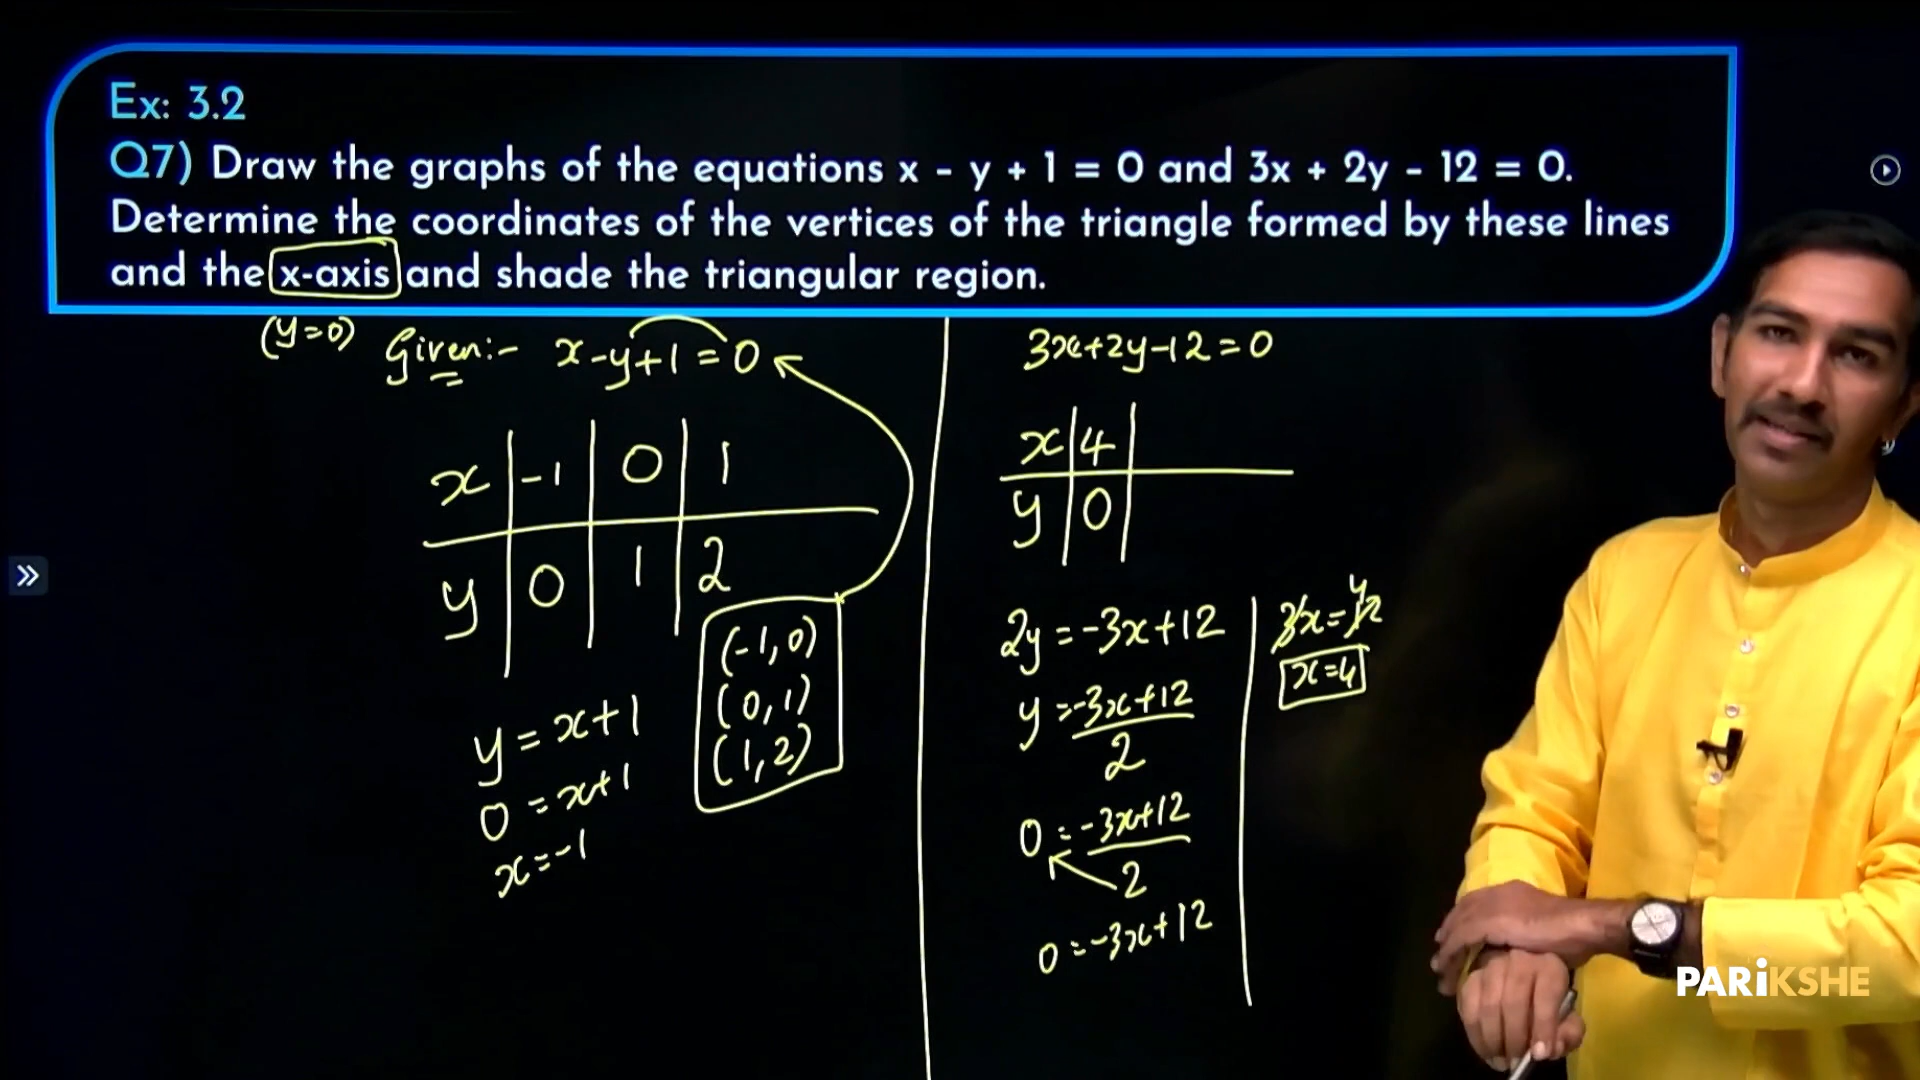 Ex: 3.2
Q7) Draw the graphs of the equations x - y + 1 = 0 and 3x + 2y - 12 = 0.
Determine the coordinates of the vertices of the triangle formed by these lines
and the x-axis and shade the triangular region.
(y=0) Given:- x-y+1=0
x | -1 | 0 | 1
y | 0 | 1 | 2
(-1,0)
(0,1)
(1,2)
y=x+1
0=x+1
x=-1
3x+2y-12=0
x | 4 |
y | 0 |
2y=-3x+12
y=-3x+12
2
0=-3x+12
2
0=-3x+12
3x=12
4
x=4
PARIKSHE